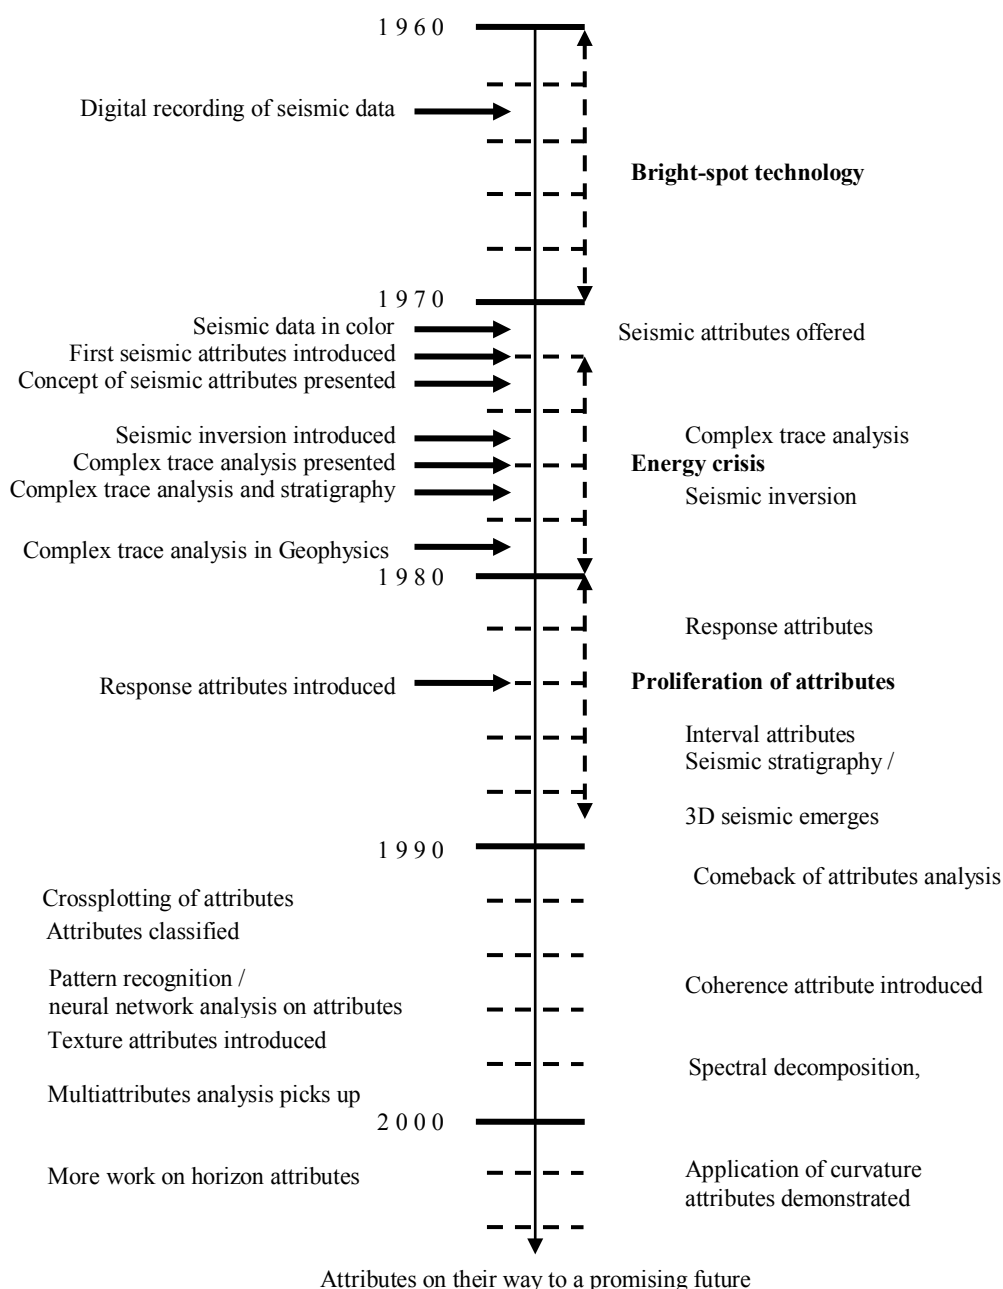 1960
Digital recording of seismic data
Bright-spot technology
1970
Seismic data in color
Seismic attributes offered
First seismic attributes introduced
Concept of seismic attributes presented
Seismic inversion introduced
Complex trace analysis
Complex trace analysis presented
Energy crisis
Complex trace analysis and stratigraphy
Seismic inversion
Complex trace analysis in Geophysics
1980
Response attributes
Response attributes introduced
Proliferation of attributes
Interval attributes
Seismic stratigraphy /
3D seismic emerges
1990
Comeback of attributes analysis
Crossplotting of attributes
Attributes classified
Pattern recognition /
neural network analysis on attributes
Coherence attribute introduced
Texture attributes introduced
Spectral decomposition,
Multiattributes analysis picks up
2000
More work on horizon attributes
Application of curvature
attributes demonstrated
Attributes on their way to a promising future